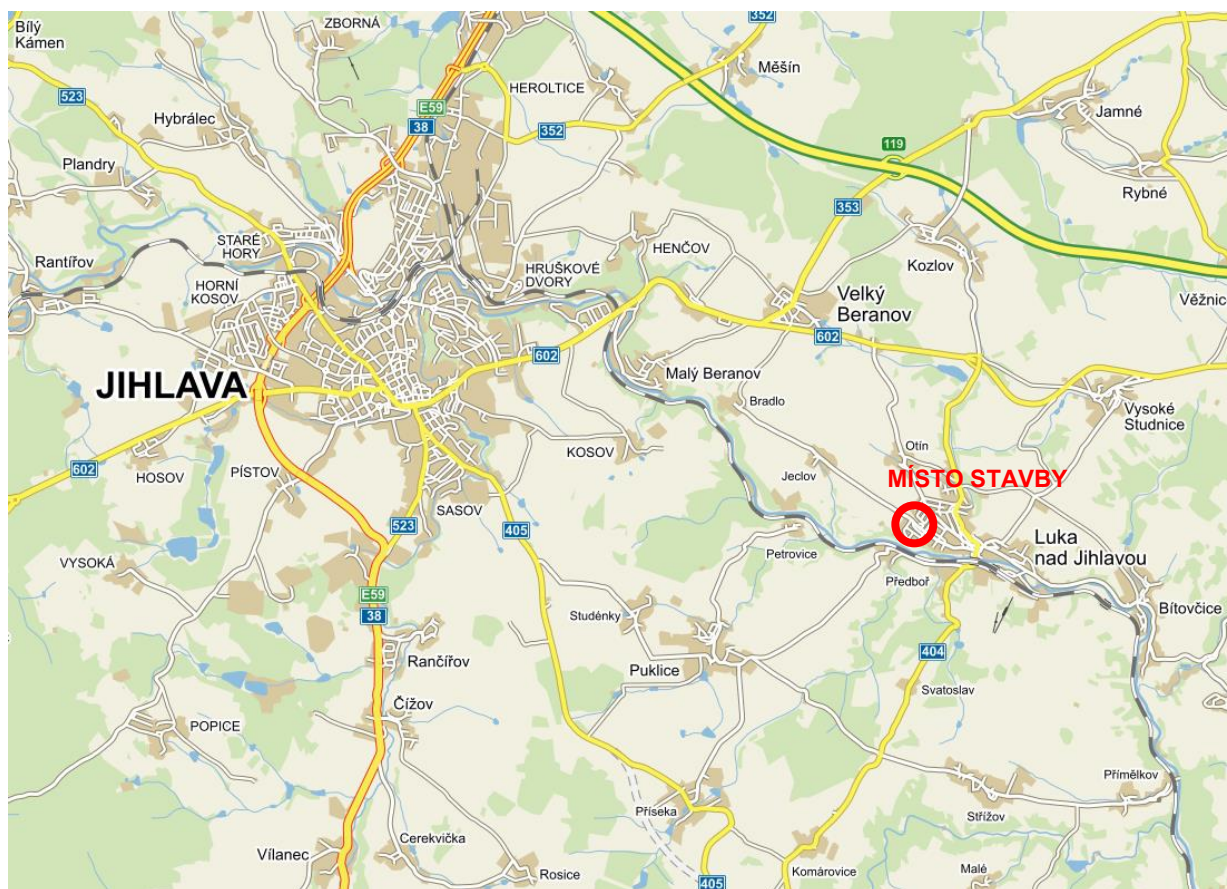 Bílý
Kámen
ZBORNÁ
352
Měšín
523
E59
38
HEROLTICE
352
Hybrálec
Jamné
119
Plandry
Rybné
353
STARÉ
HORY
HENČOV
Kozlov
Rantířov
HORNÍ
KOSOV
HRUŠKOVÉ
DVORY
Velký
Beranov
Věžnic
602
602
JIHLAVA
Malý Beranov
Bradlo
Vysoké
Studnice
602
HOSOV
PÍSTOV
KOSOV
Otín
Jeclov
MÍSTO STAVBY
SASOV
523
405
Petrovice
Luka
nad Jihlavou
VYSOKÁ
Předboř
E59
38
Studénky
Bítovčice
Rančířov
Puklice
404
Svatoslav
Čížov
POPICE
Přímělkov
Příseka
Střížov
Cerekvička
Vílanec
Rosice
Komárovice
Malé
405